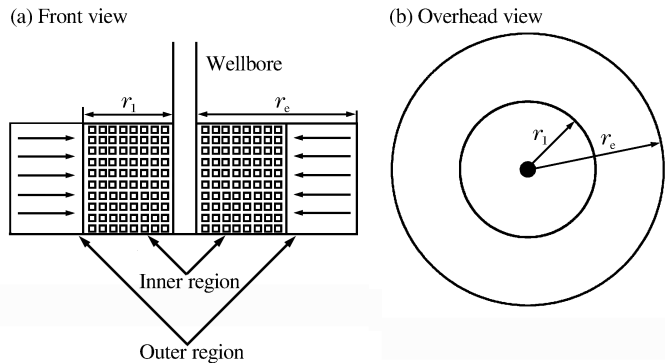 (a) Front view
(b) Overhead view
Wellbore
r1
re
r1
re
Inner region
Outer region